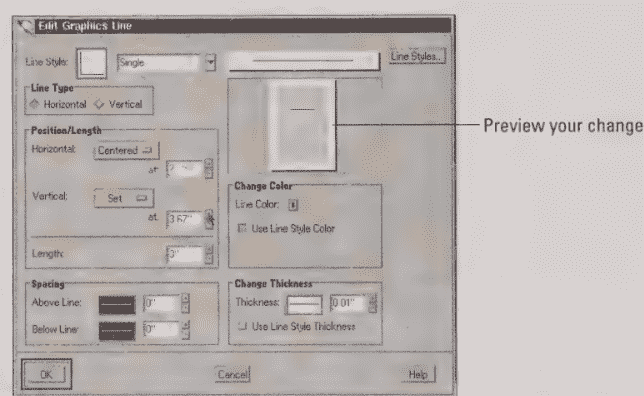 Edit Graphics Line
Line Style: Single Line Styles...
Line Type
Horizontal Vertical
Position/Length
Horizontal: Centered
at
Vertical: Set
at 3.67"
Length: 3"
Preview your change
Change Color
Line Color:
Use Line Style Color
Spacing
Above Line: 0"
Below Line: 0"
Change Thickness
Thickness: 0.01"
Use Line Style Thickness
OK Cancel Help